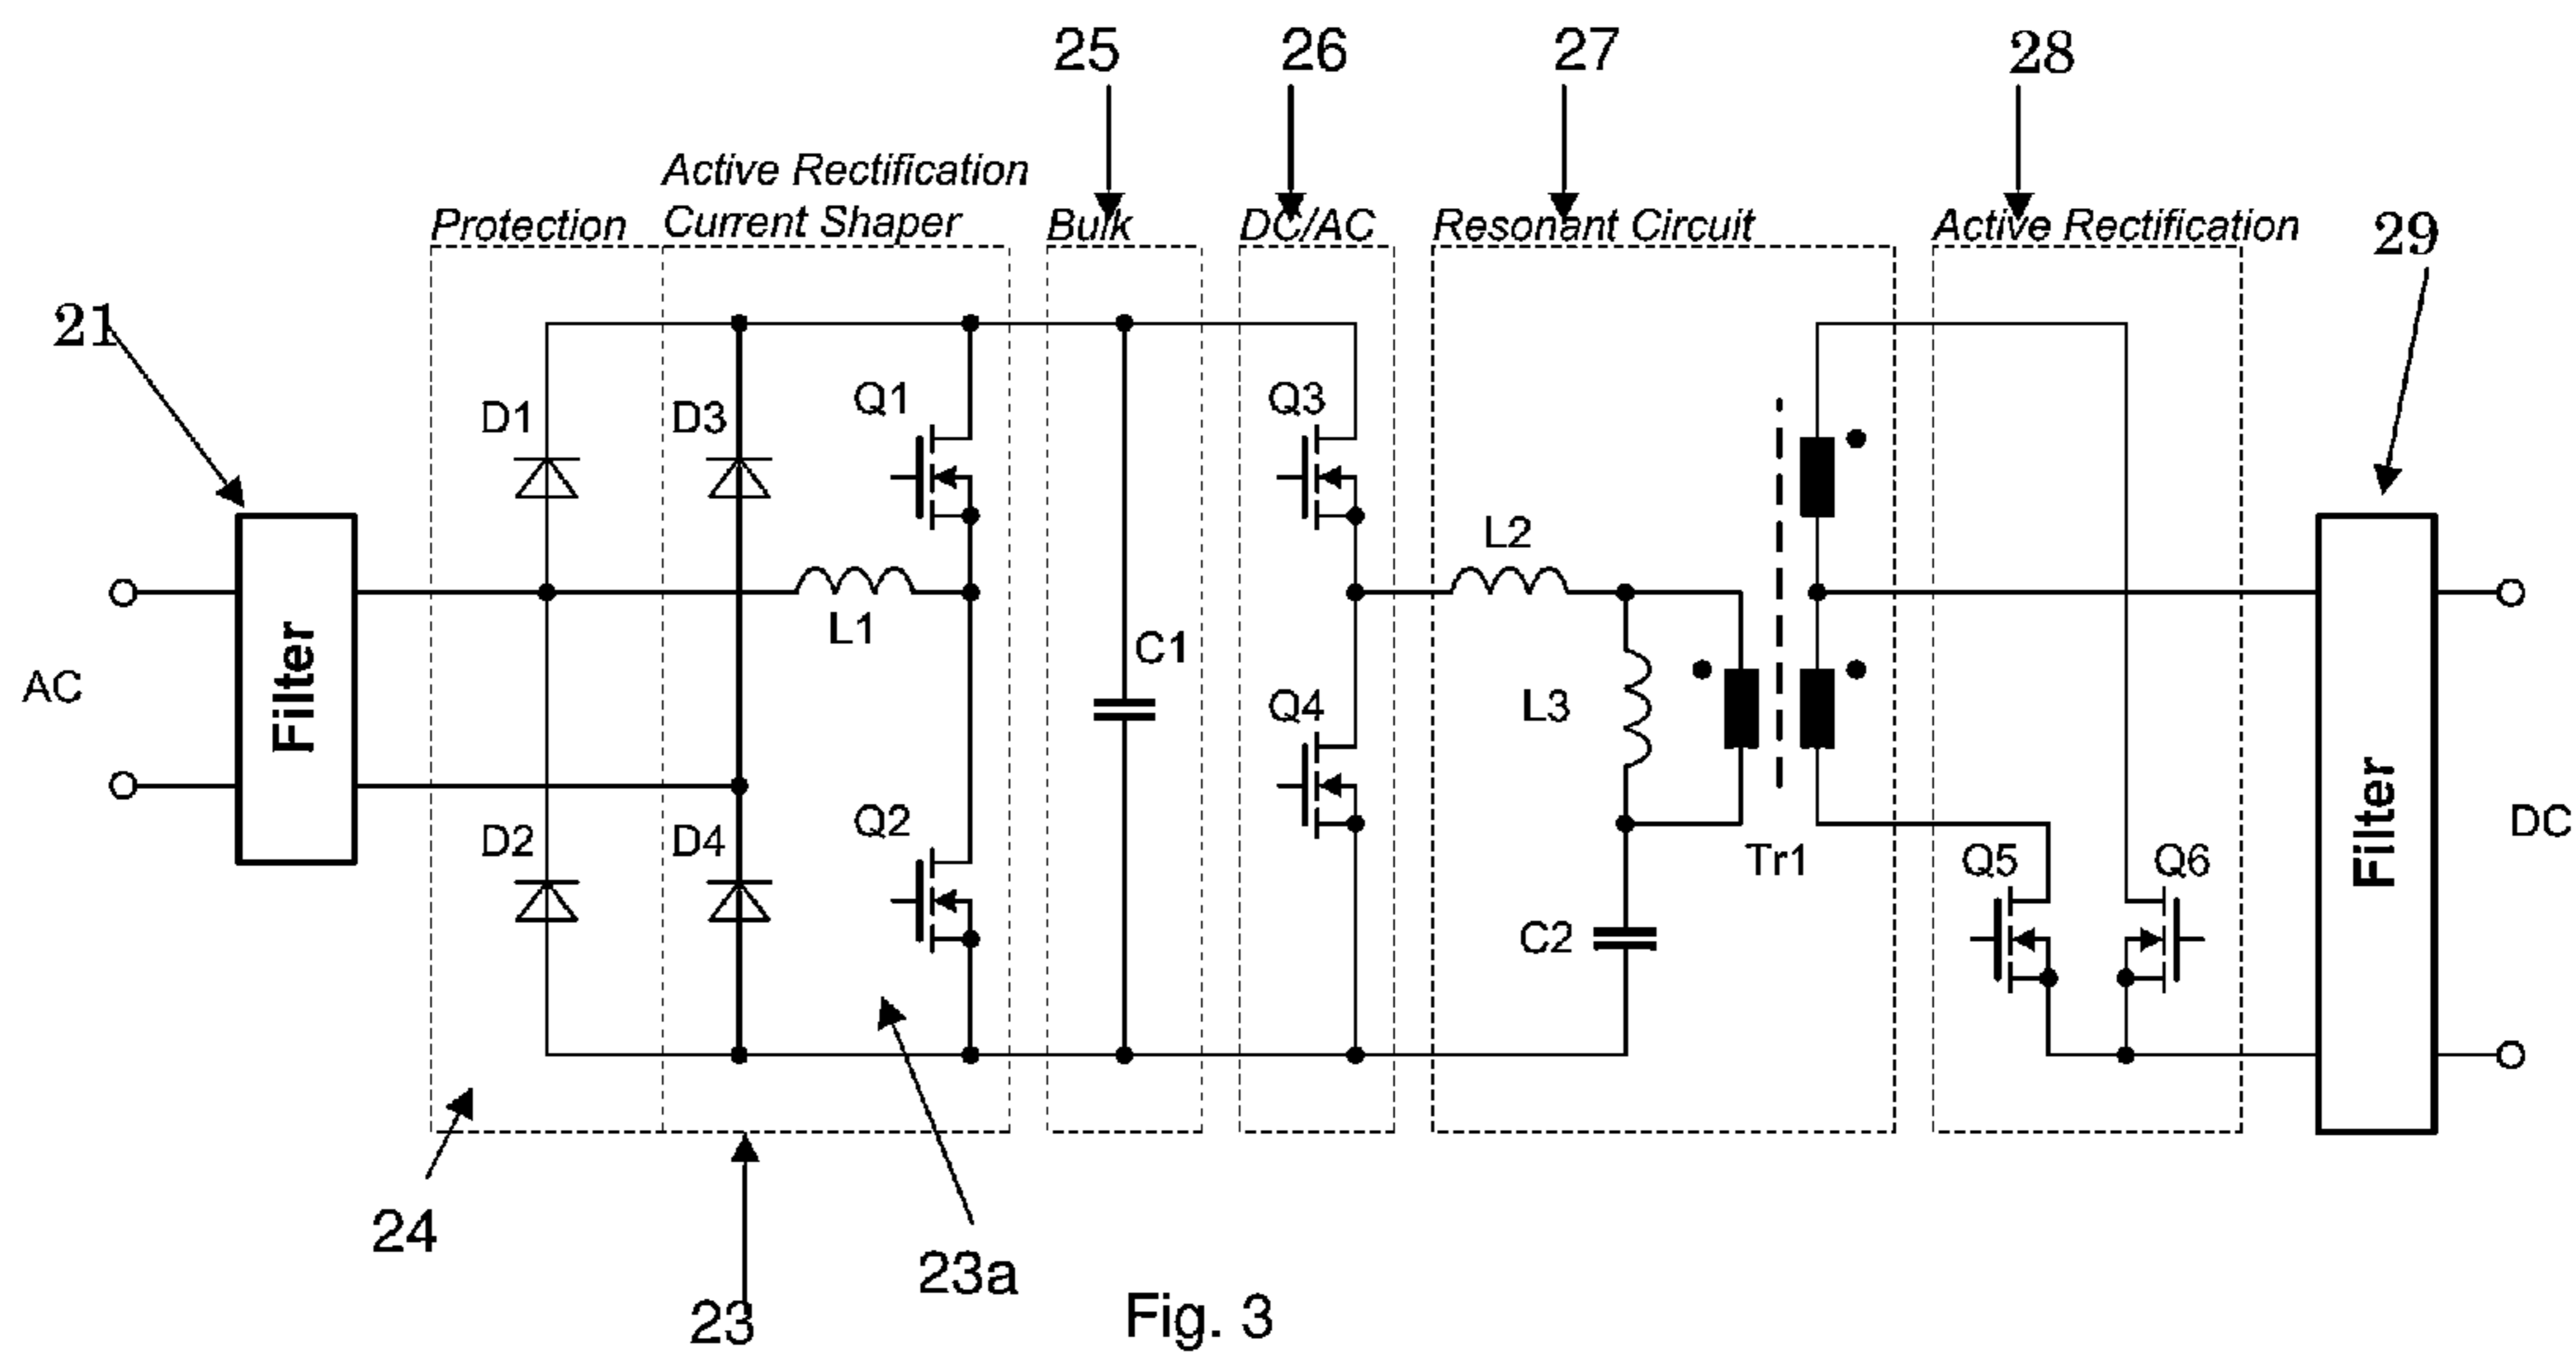 25
26
27
28
Active Rectification
Protection
Current Shaper
Bulk
DC/AC
Resonant Circuit
Active Rectification
29
21
D1
D3
Q1
Q3
L2
L1
C1
AC
Filter
Q4
L3
D2
D4
Q2
Tr1
Q5
Q6
Filter
DC
C2
24
23a
23
Fig. 3